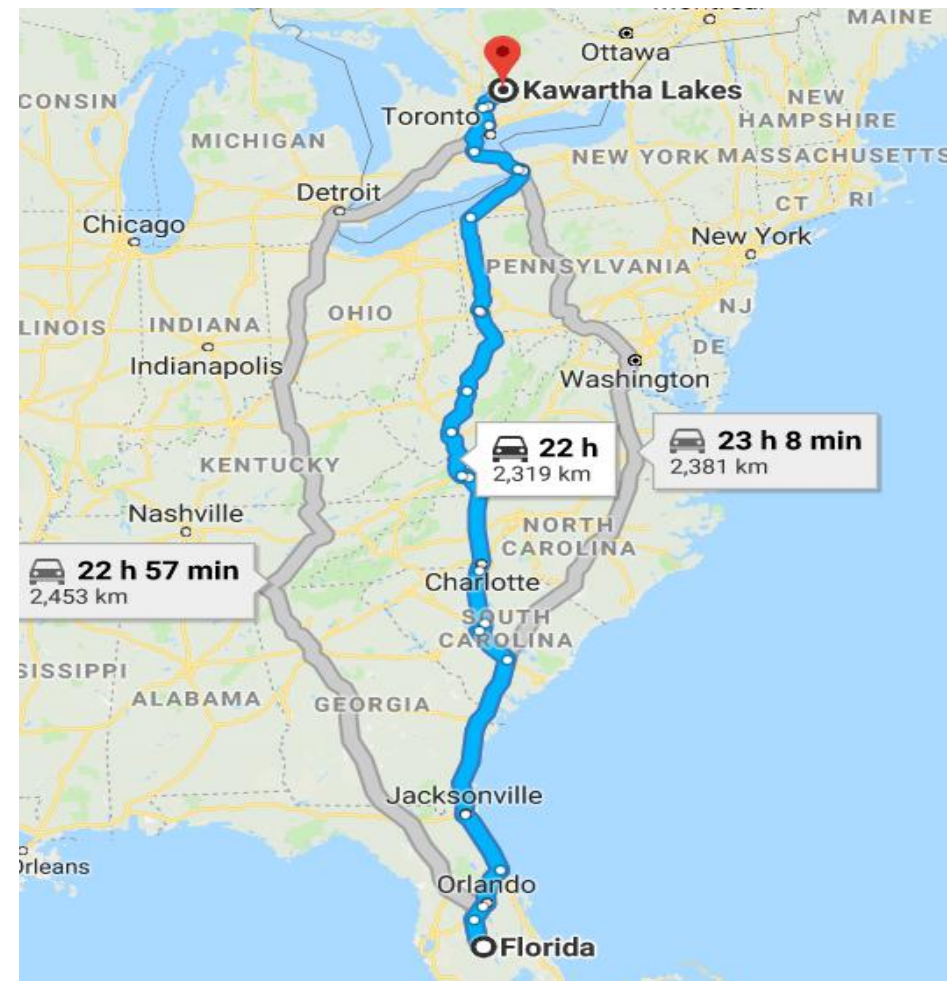 MAINE
Ottawa
CONSIN
Kawartha Lakes
Toronto
NEW
HAMPSHIRE
MICHIGAN
NEW YORK
MASSACHUSETTS
Detroit
CT
RI
Chicago
New York
PENNSYLVANIA
NJ
OHIO
LINOIS
INDIANA
DE
Indianapolis
Washington
22 h
2,319 km
23 h 8 min
2,381 km
KENTUCKY
Nashville
NORTH
CAROLINA
22 h 57 min
2,453 km
Charlotte
SOUTH
CAROLINA
SISSIPPI
ALABAMA
GEORGIA
Jacksonville
Orleans
Orlando
Florida